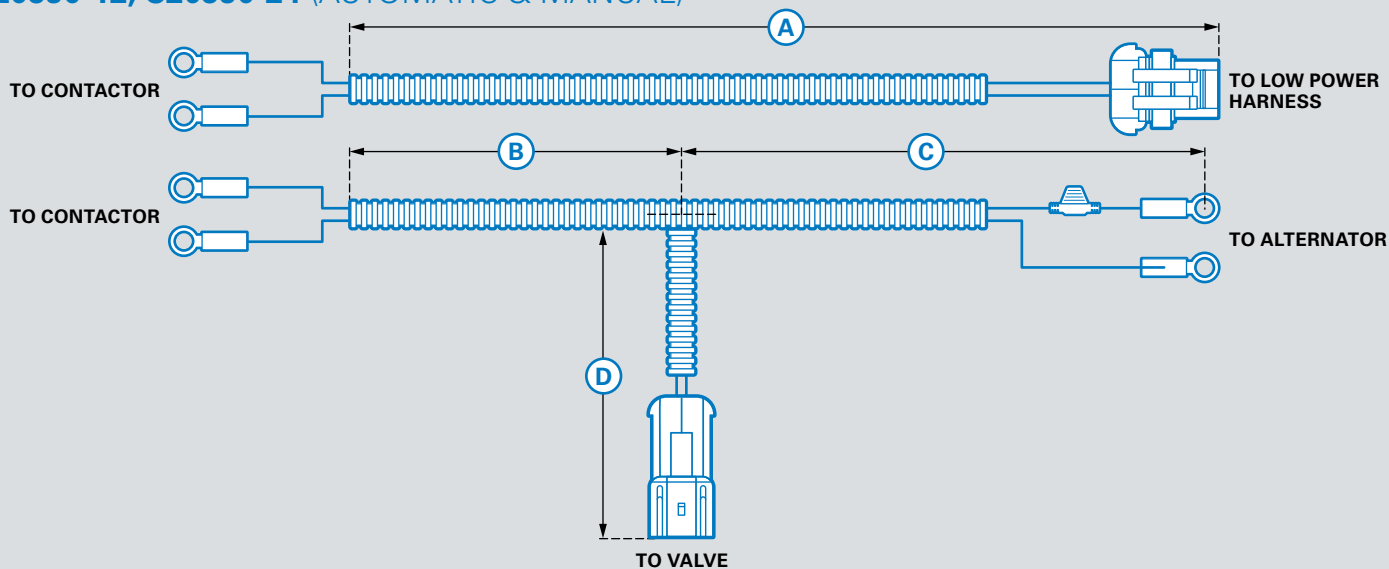 (AUTOMATIC & MANUAL)
A
TO CONTACTOR
TO LOW POWER
HARNESS
B
C
TO CONTACTOR
TO ALTERNATOR
D
TO VALVE